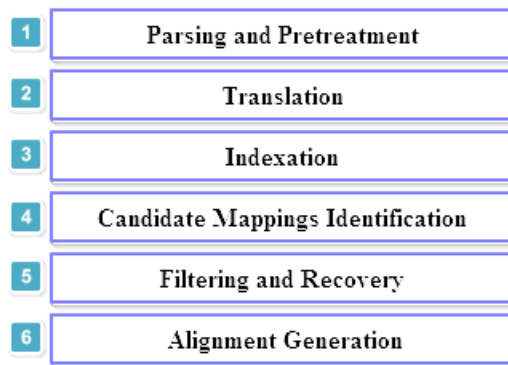 1 Parsing and Pretreatment
2 Translation
3 Indexation
4 Candidate Mappings Identification
5 Filtering and Recovery
6 Alignment Generation